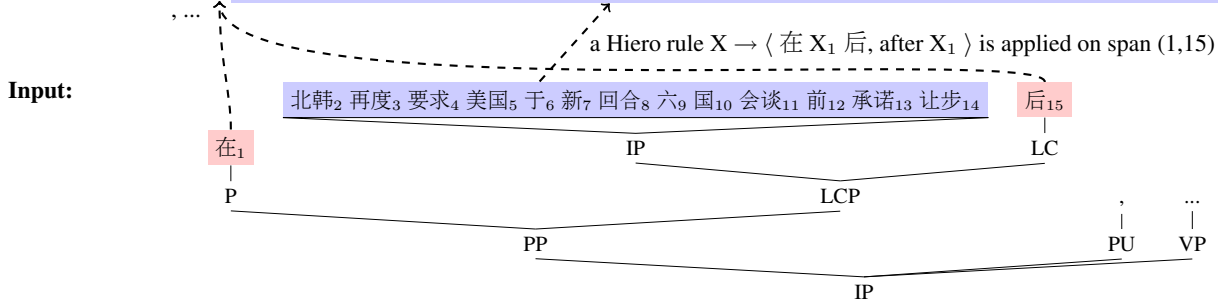 , ...
a Hiero rule X → ⟨ 在 X₁ 后, after X₁ ⟩ is applied on span (1,15)
Input:
北韩₂ 再度₃ 要求₄ 美国₅ 于₆ 新₇ 回合₈ 六₉ 国₁₀ 会谈₁₁ 前₁₂ 承诺₁₃ 让步₁₄ 后₁₅
在₁ IP LC
P LCP , ...
PP PU VP
IP